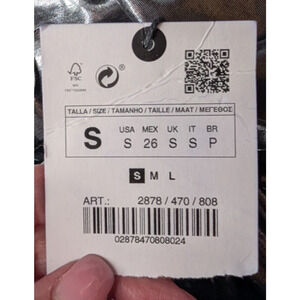 FSC
TALLA / SIZE / TAMANHO / TAILLE / MAAT / ΜΕΓΕΘΟΣ
S USA MEX UK IT BR
S 26 S S P
S M L
ART.: 2878 / 470 / 808
02878470808024